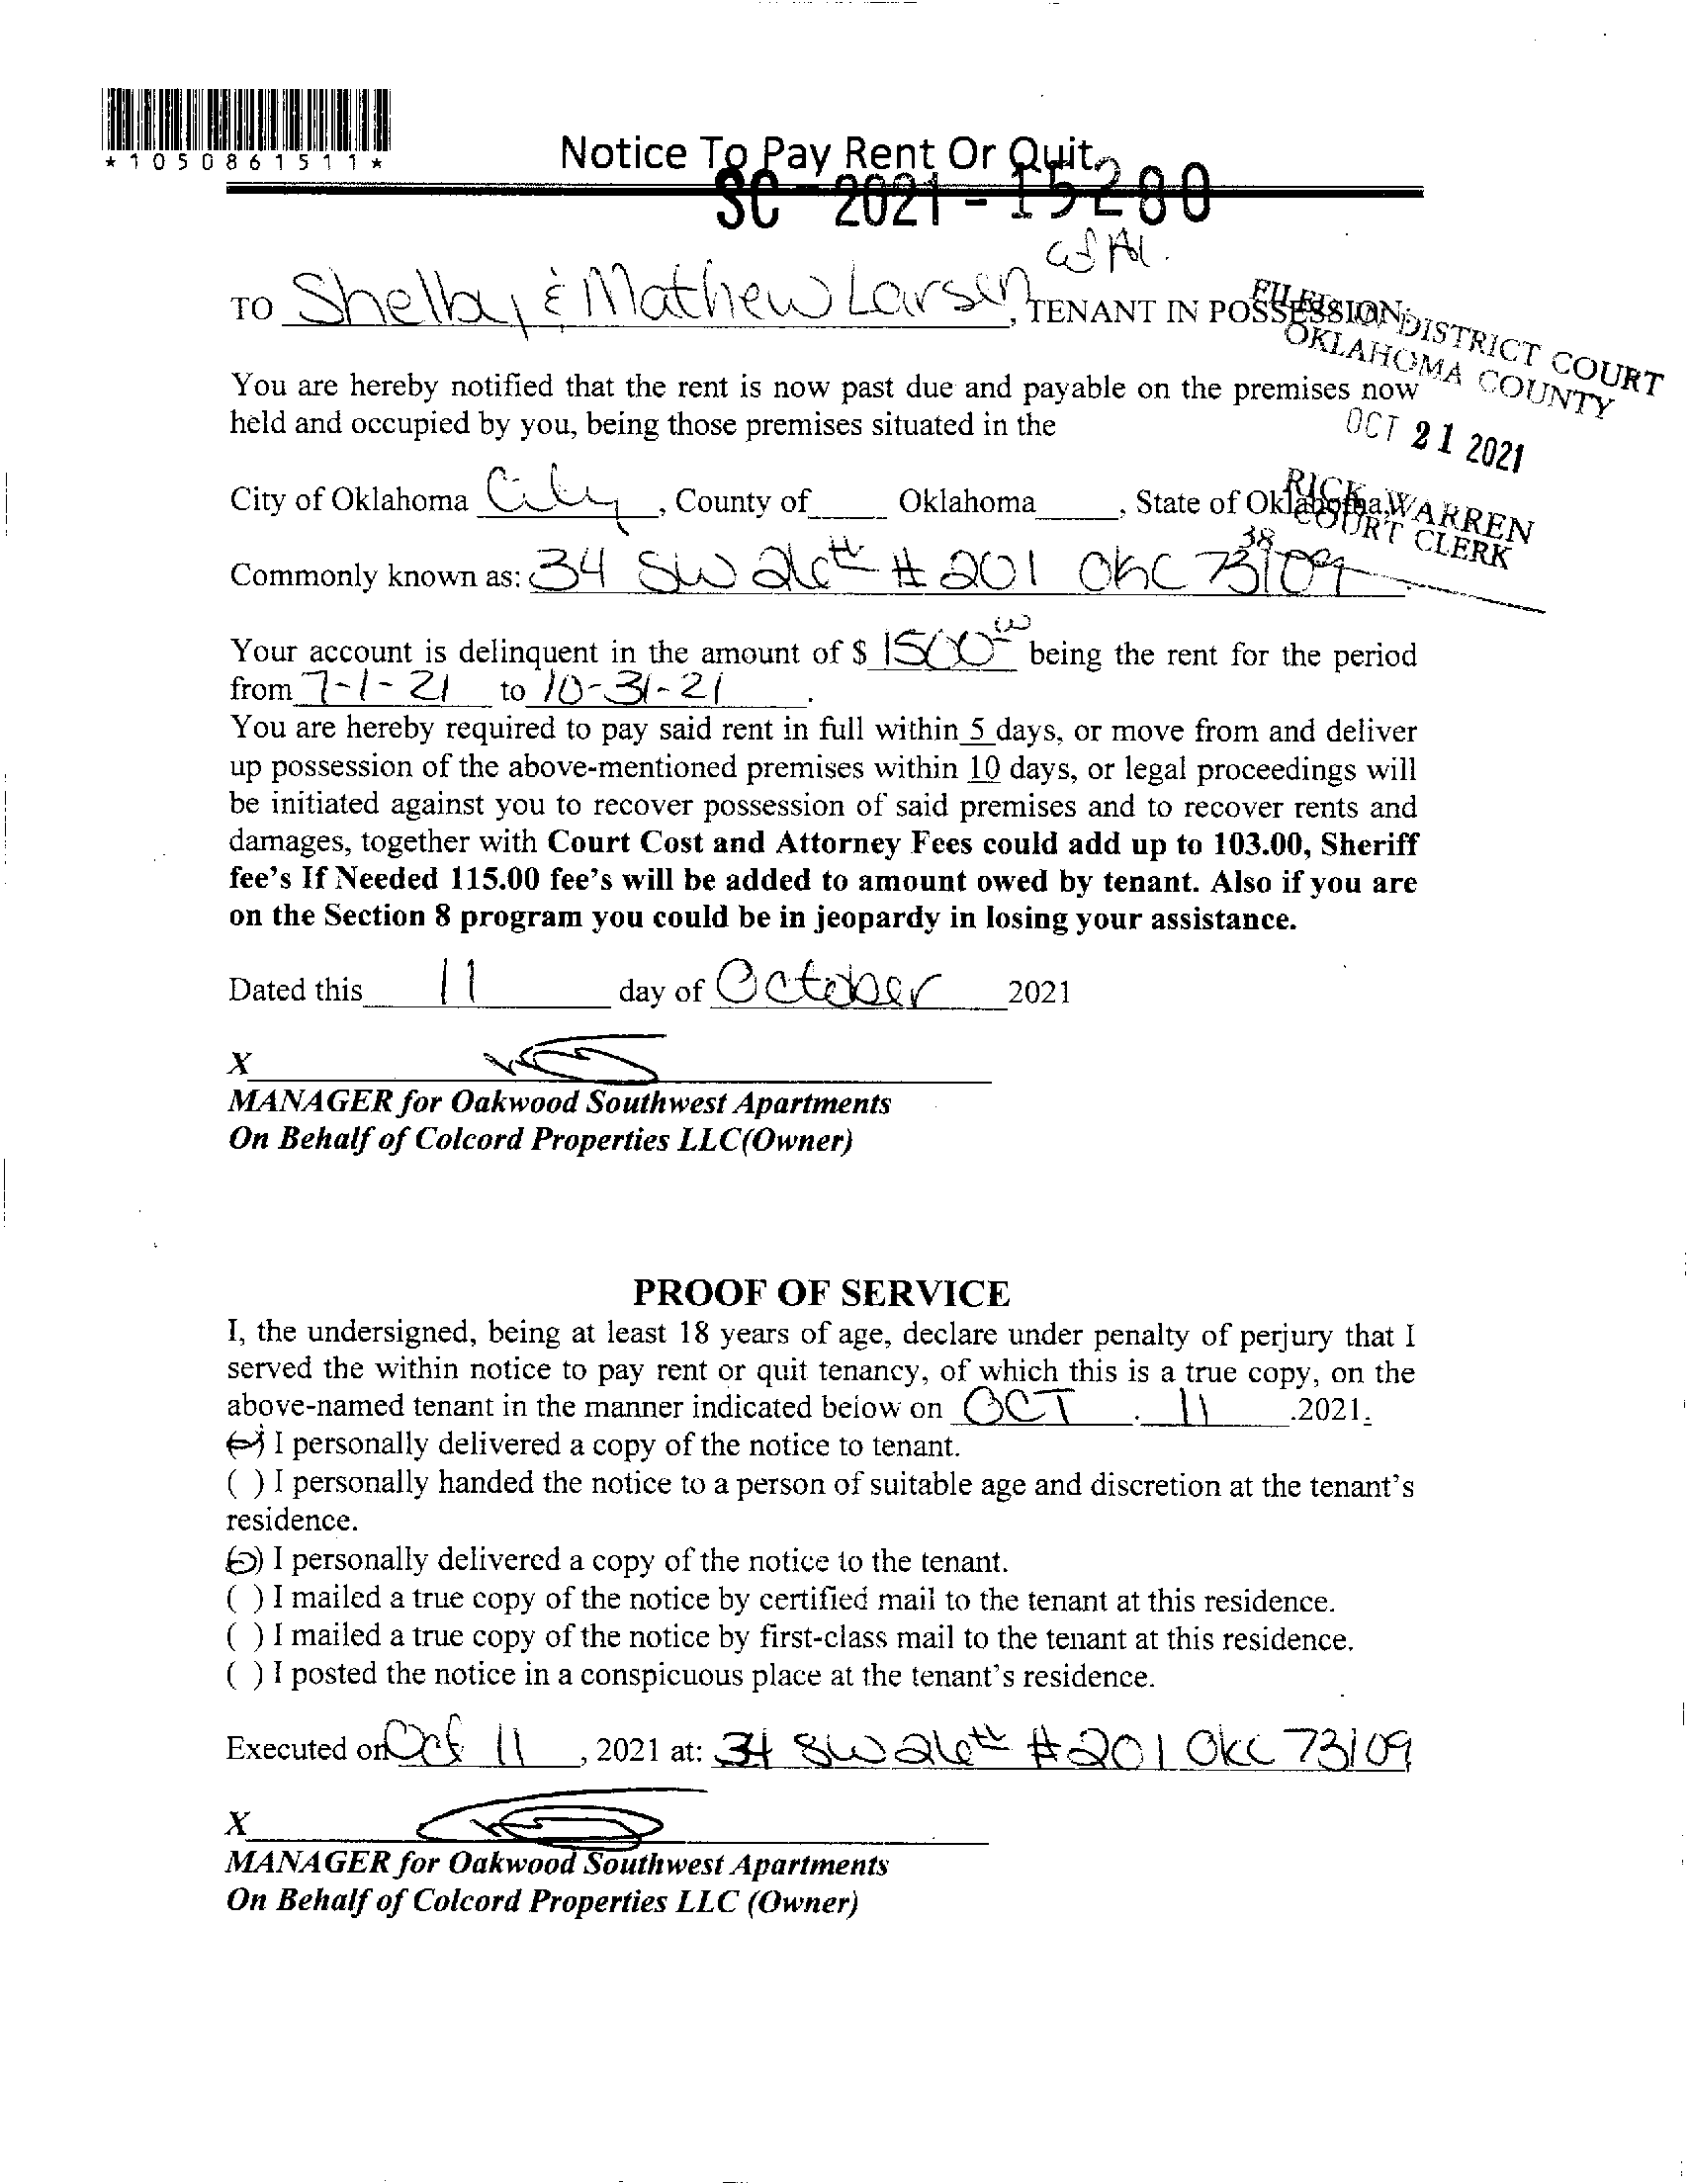 *1050861511*
Notice To Pay Rent Or Quit
SC - 2021 - 15280
TO Shelby & Mathew Larsen, TENANT IN POSSESSION:
FILED IN DISTRICT COURT
OKLAHOMA COUNTY
You are hereby notified that the rent is now past due and payable on the premises now
held and occupied by you, being those premises situated in the
OCT 21 2021
City of Oklahoma City, County of Oklahoma, State of Oklahoma,
RICK WARREN
COURT CLERK
38
Commonly known as: 34 SW 26th # 201 OKC 73109
Your account is delinquent in the amount of $ 1500 00 being the rent for the period
from 7-1-21 to 10-31-21.
You are hereby required to pay said rent in full within 5 days, or move from and deliver
up possession of the above-mentioned premises within 10 days, or legal proceedings will
be initiated against you to recover possession of said premises and to recover rents and
damages, together with Court Cost and Attorney Fees could add up to 103.00, Sheriff
fee's If Needed 115.00 fee's will be added to amount owed by tenant. Also if you are
on the Section 8 program you could be in jeopardy in losing your assistance.
Dated this 11 day of October 2021
X
MANAGER for Oakwood Southwest Apartments
On Behalf of Colcord Properties LLC(Owner)
PROOF OF SERVICE
I, the undersigned, being at least 18 years of age, declare under penalty of perjury that I
served the within notice to pay rent or quit tenancy, of which this is a true copy, on the
above-named tenant in the manner indicated below on OCT . 11 .2021.
( ) I personally delivered a copy of the notice to tenant.
( ) I personally handed the notice to a person of suitable age and discretion at the tenant's
residence.
( ) I personally delivered a copy of the notice to the tenant.
( ) I mailed a true copy of the notice by certified mail to the tenant at this residence.
( ) I mailed a true copy of the notice by first-class mail to the tenant at this residence.
( ) I posted the notice in a conspicuous place at the tenant's residence.
Executed on Oct 11, 2021 at: 34 SW 26th # 201 OKC 73109
X
MANAGER for Oakwood Southwest Apartments
On Behalf of Colcord Properties LLC (Owner)